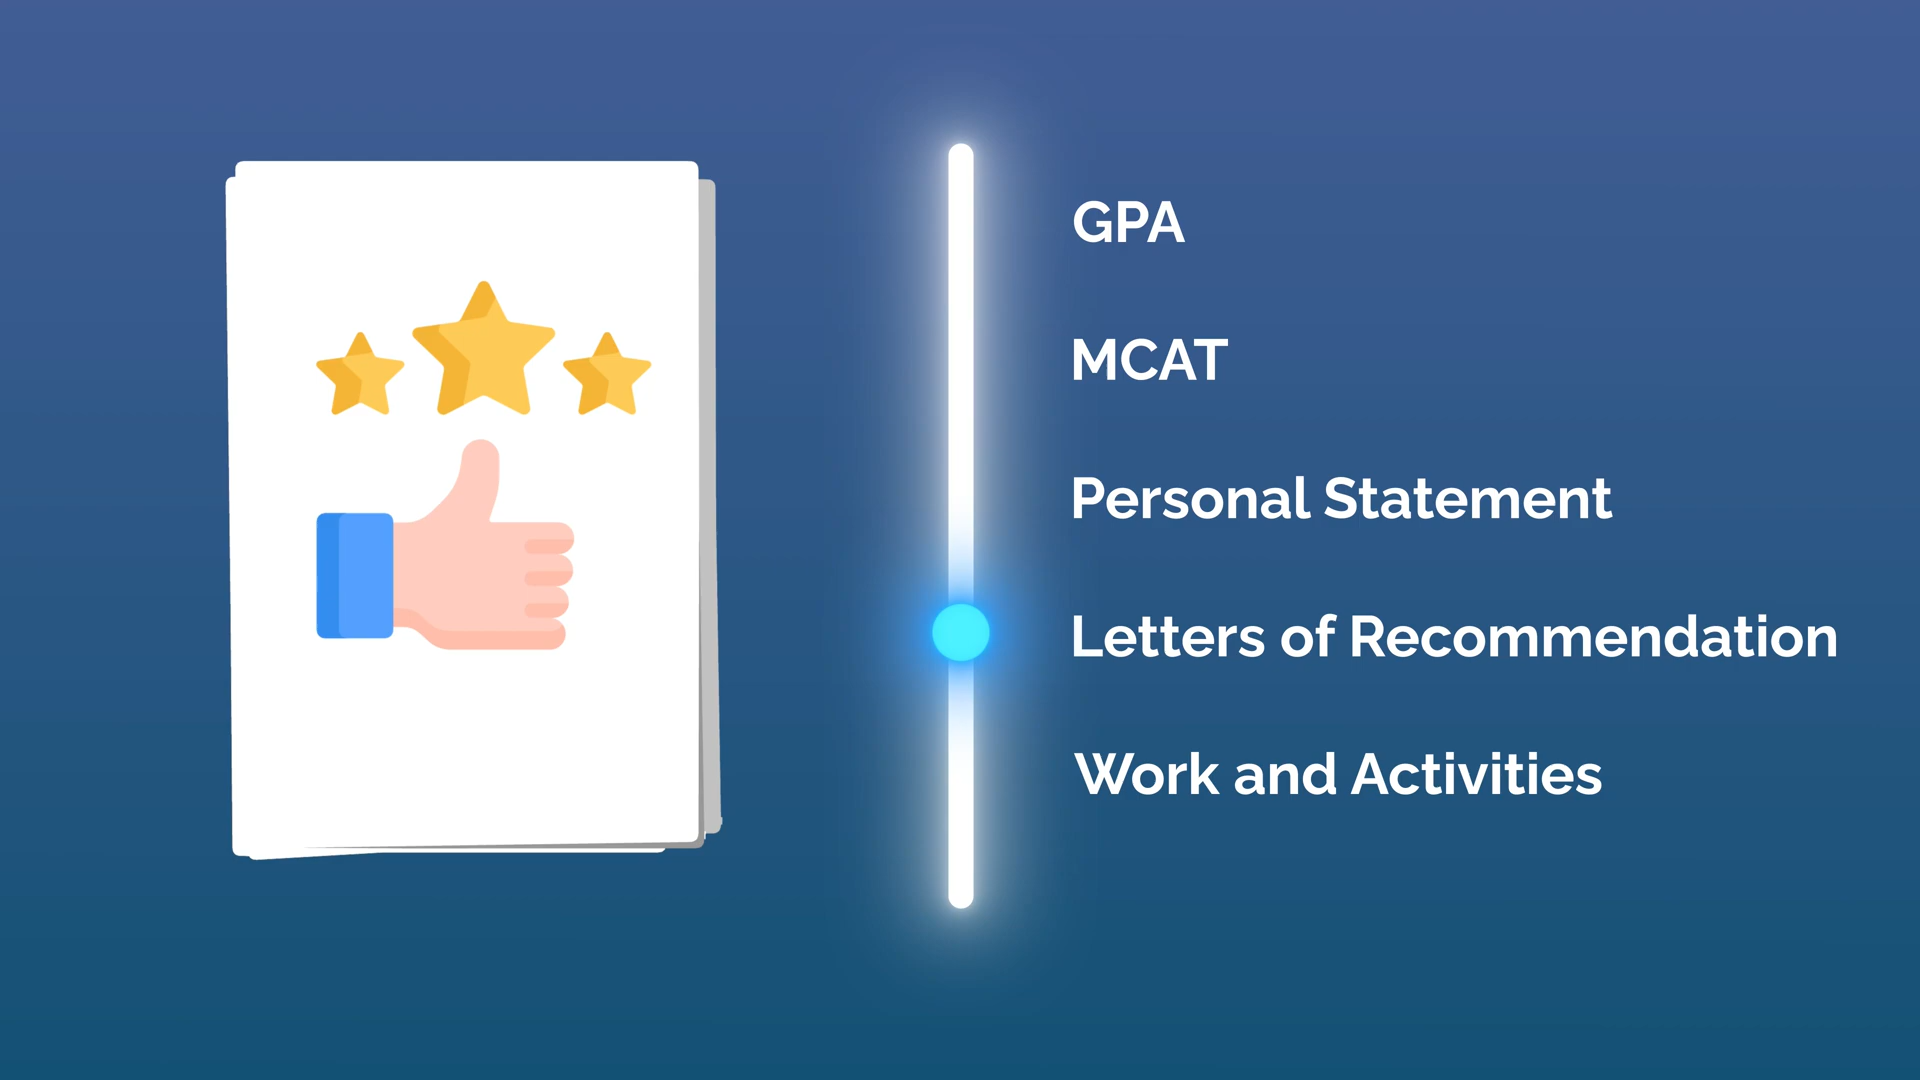 GPA
MCAT
Personal Statement
Letters of Recommendation
Work and Activities